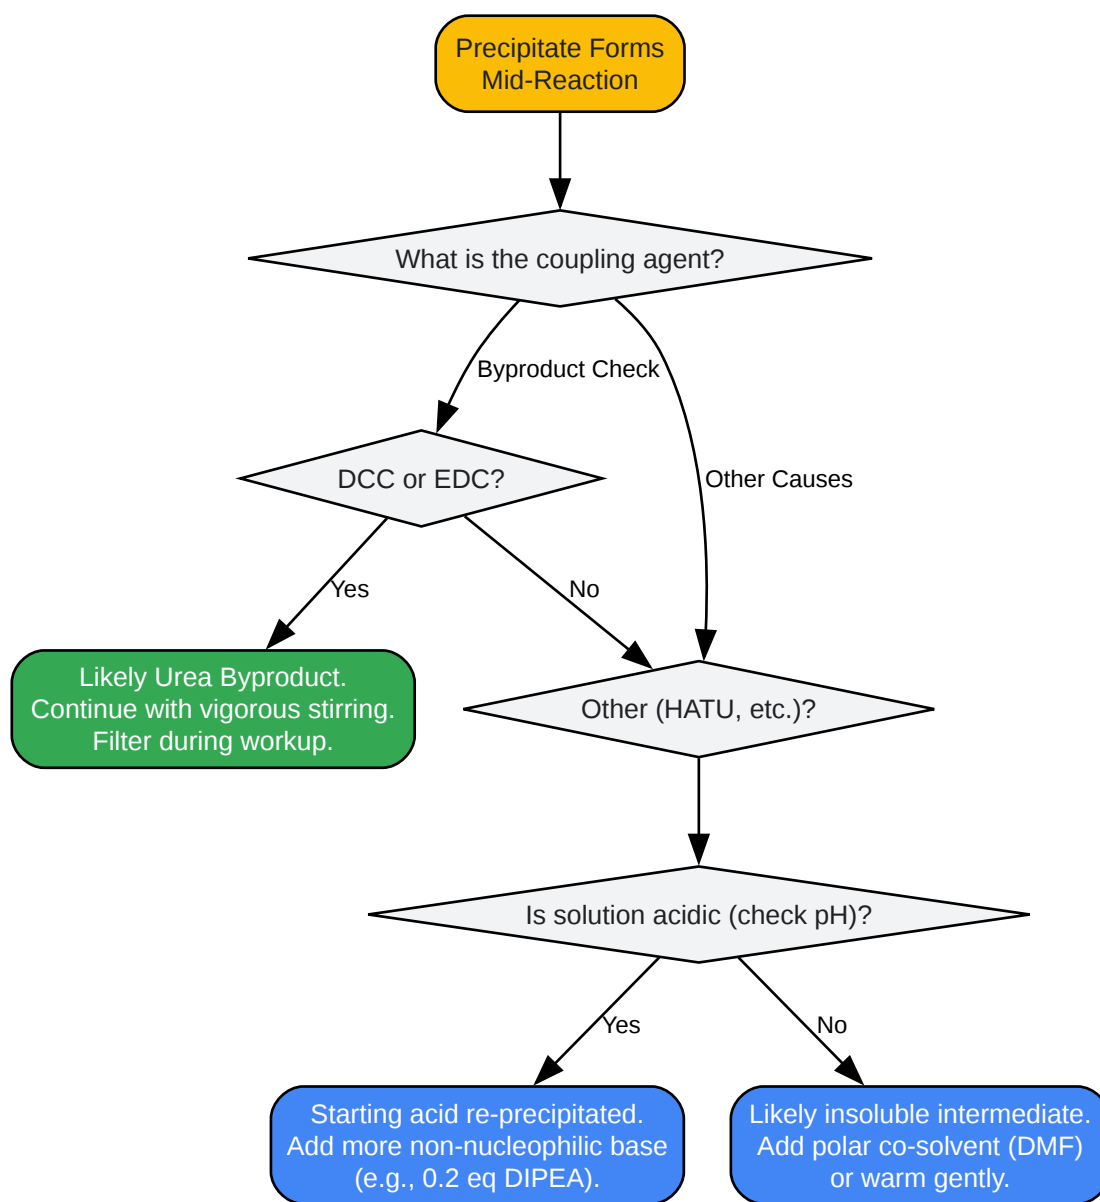 Precipitate Forms
Mid-Reaction
What is the coupling agent?
Byproduct Check
DCC or EDC?
Other Causes
Yes
No
Likely Urea Byproduct.
Continue with vigorous stirring.
Filter during workup.
Other (HATU, etc.)?
Is solution acidic (check pH)?
Yes
No
Starting acid re-precipitated.
Add more non-nucleophilic base
(e.g., 0.2 eq DIPEA).
Likely insoluble intermediate.
Add polar co-solvent (DMF)
or warm gently.